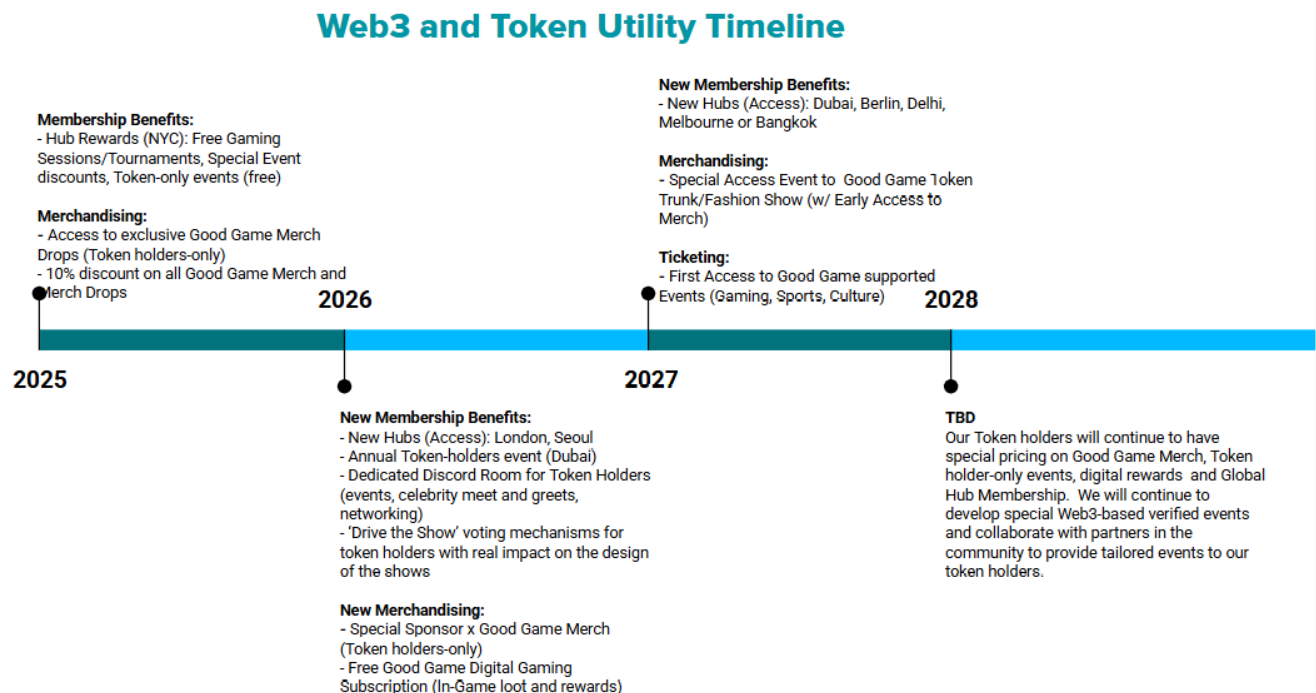 Web3 and Token Utility Timeline
Membership Benefits:
- Hub Rewards (NYC): Free Gaming
Sessions/Tournaments, Special Event
discounts, Token-only events (free)
Merchandising:
- Access to exclusive Good Game Merch
Drops (Token holders-only)
- 10% discount on all Good Game Merch and
Merch Drops
2025
2026
New Membership Benefits:
- New Hubs (Access): London, Seoul
- Annual Token-holders event (Dubai)
- Dedicated Discord Room for Token Holders
(events, celebrity meet and greets,
networking)
- ‘Drive the Show’ voting mechanisms for
token holders with real impact on the design
of the shows
New Merchandising:
- Special Sponsor x Good Game Merch
(Token holders-only)
- Free Good Game Digital Gaming
Subscription (In-Game loot and rewards)
New Membership Benefits:
- New Hubs (Access): Dubai, Berlin, Delhi,
Melbourne or Bangkok
Merchandising:
- Special Access Event to Good Game Token
Trunk/Fashion Show (w/ Early Access to
Merch)
Ticketing:
- First Access to Good Game supported
Events (Gaming, Sports, Culture)
2027
2028
TBD
Our Token holders will continue to have
special pricing on Good Game Merch, Token
holder-only events, digital rewards and Global
Hub Membership. We will continue to
develop special Web3-based verified events
and collaborate with partners in the
community to provide tailored events to our
token holders.